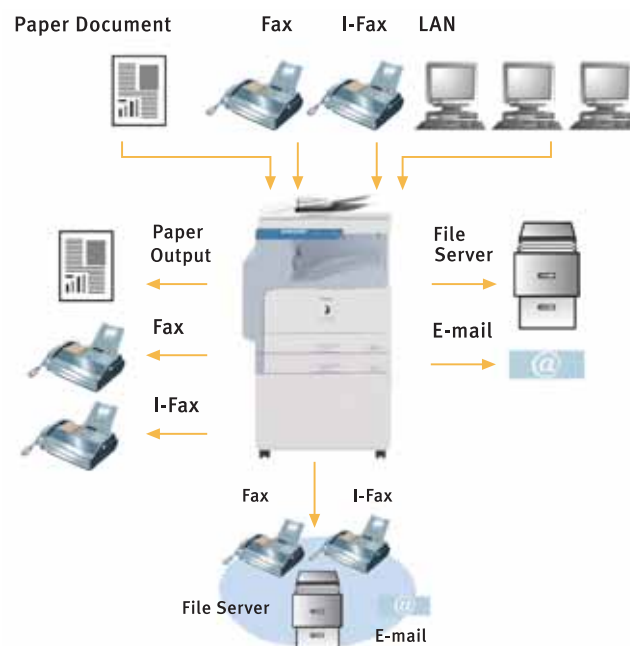 Paper Document
Fax
I-Fax
LAN
Paper
Output
File
Server
Fax
E-mail
@
I-Fax
Fax
I-Fax
File Server
@
E-mail